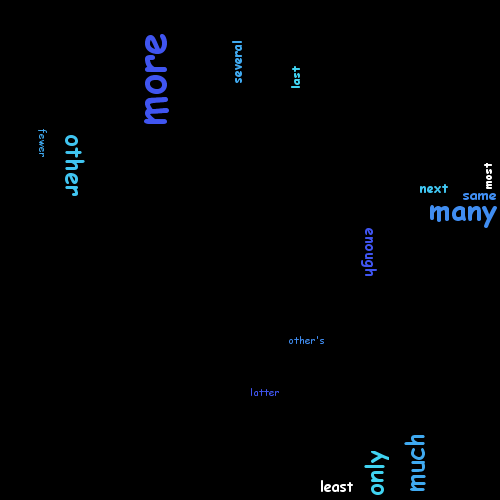 more
several
last
fewer
other
most
next
same
many
enough
other's
latter
much
only
least